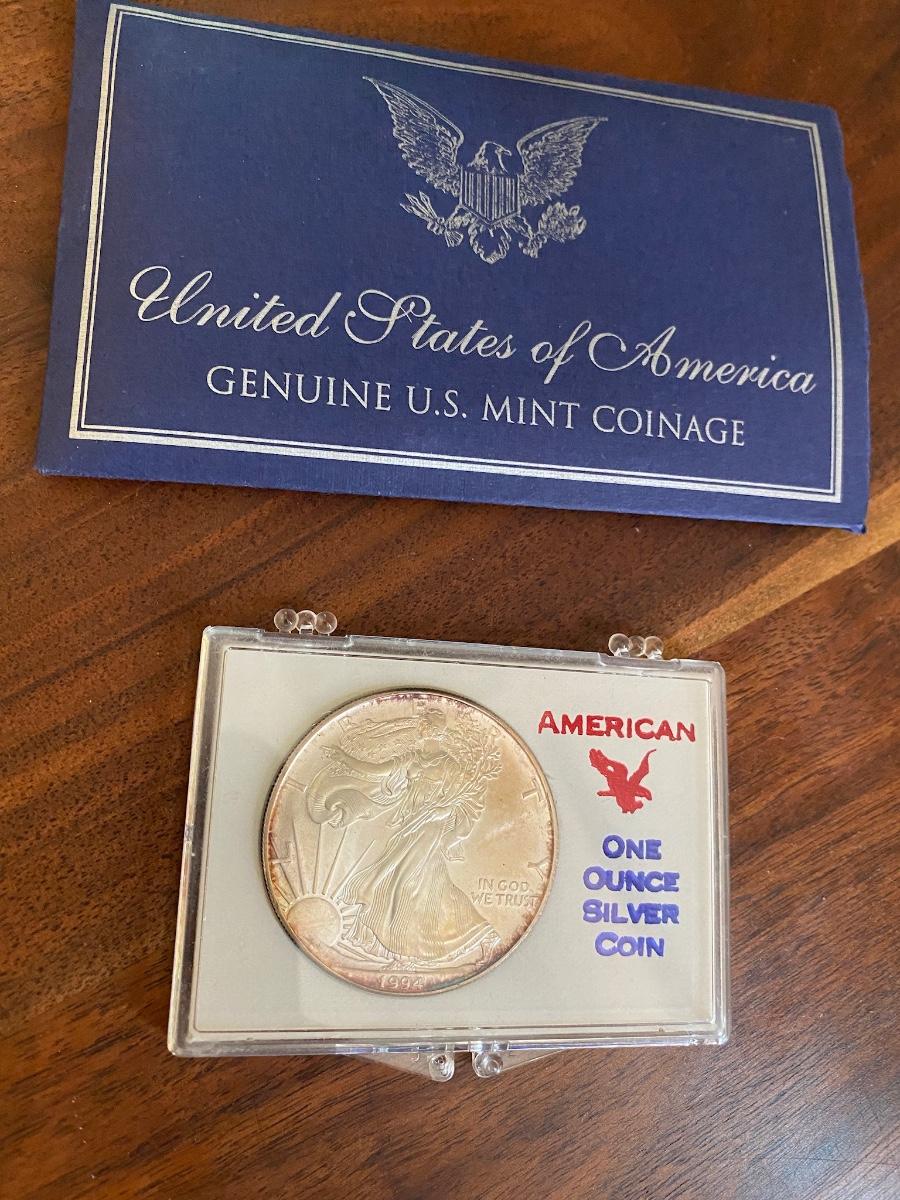 United States of America
GENUINE U.S. MINT COINAGE
AMERICAN
ONE
OUNCE
SILVER
COIN
LIBERTY
IN GOD
WE TRUST
1994